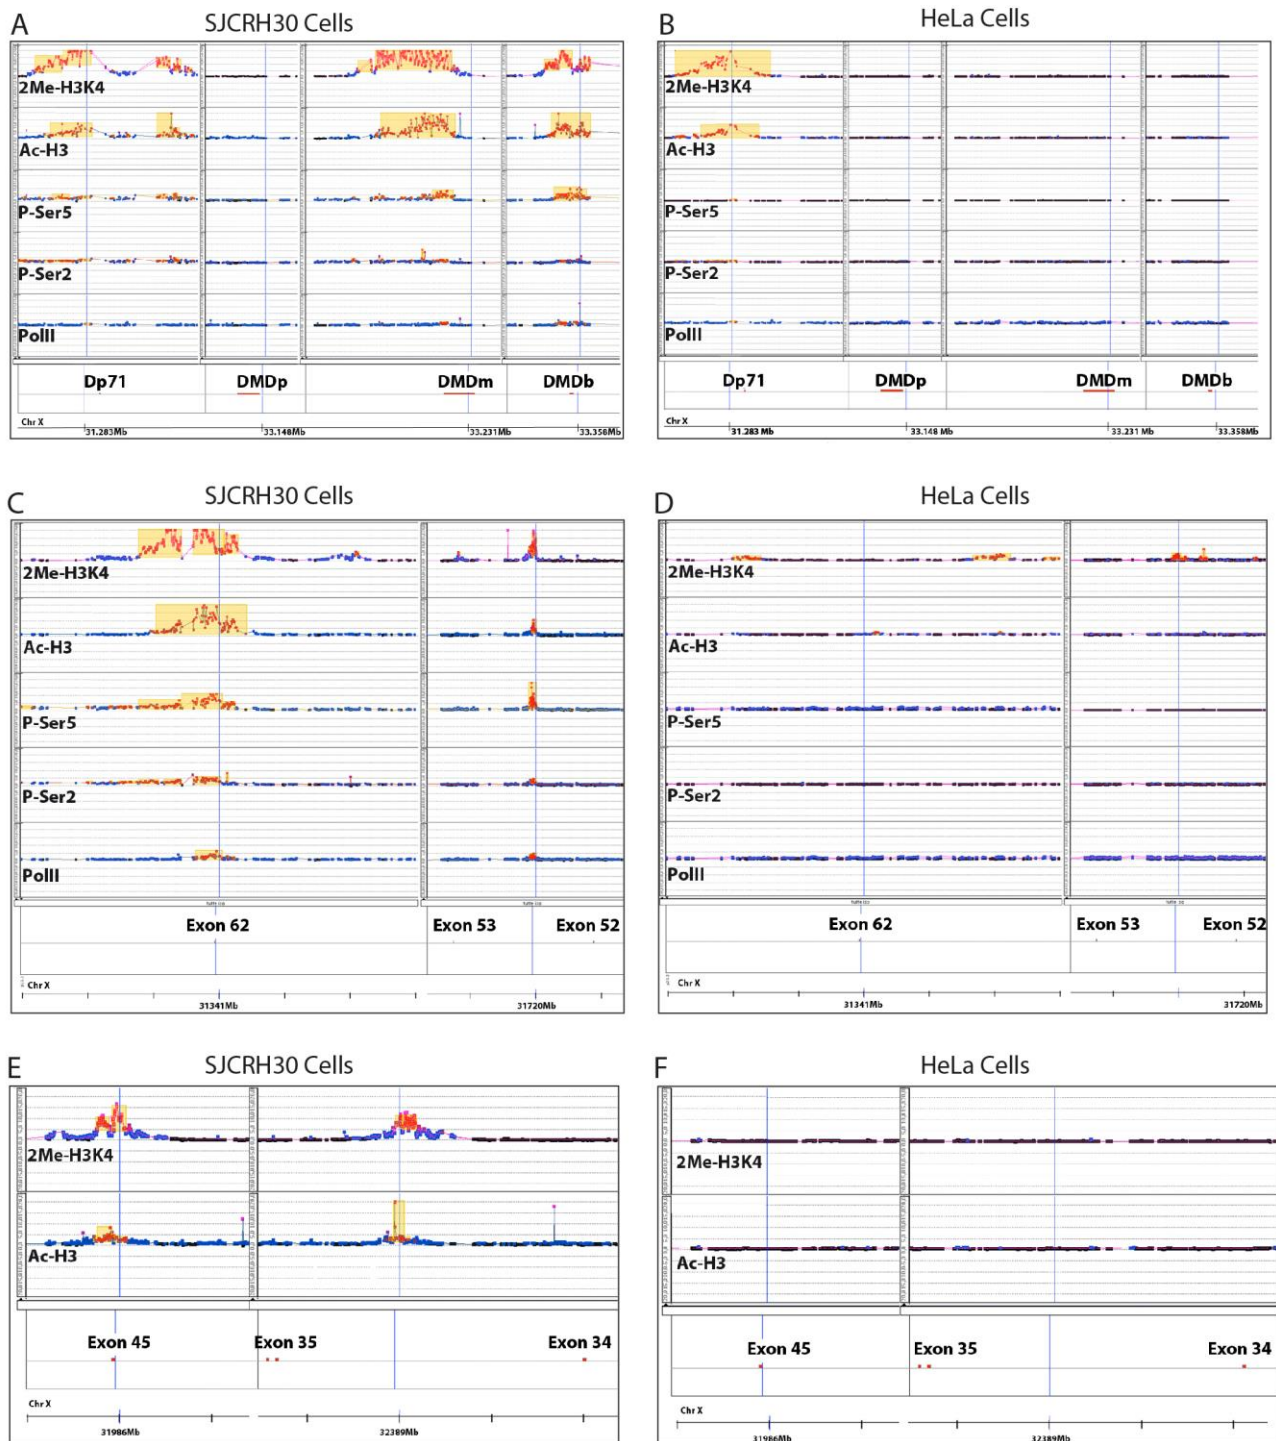 A SJCRH30 Cells
2Me-H3K4
Ac-H3
P-Ser5
P-Ser2
PolII
Dp71 DMDp DMDm DMDb
Chr X
31.283Mb 33.148Mb 33.231Mb 33.358Mb
B HeLa Cells
2Me-H3K4
Ac-H3
P-Ser5
P-Ser2
PolII
Dp71 DMDp DMDm DMDb
Chr X
31.283 Mb 33.148 Mb 33.231 Mb 33.358Mb
C SJCRH30 Cells
2Me-H3K4
Ac-H3
P-Ser5
P-Ser2
PolII
Exon 62 Exon 53 Exon 52
Chr X
31341Mb 31720Mb
D HeLa Cells
2Me-H3K4
Ac-H3
P-Ser5
P-Ser2
PolII
Exon 62 Exon 53 Exon 52
Chr X
31341Mb 31720Mb
E SJCRH30 Cells
2Me-H3K4
Ac-H3
Exon 45 Exon 35 Exon 34
Chr X
31986Mb 32389Mb
F HeLa Cells
2Me-H3K4
Ac-H3
Exon 45 Exon 35 Exon 34
Chr X
31986Mb 32389Mb